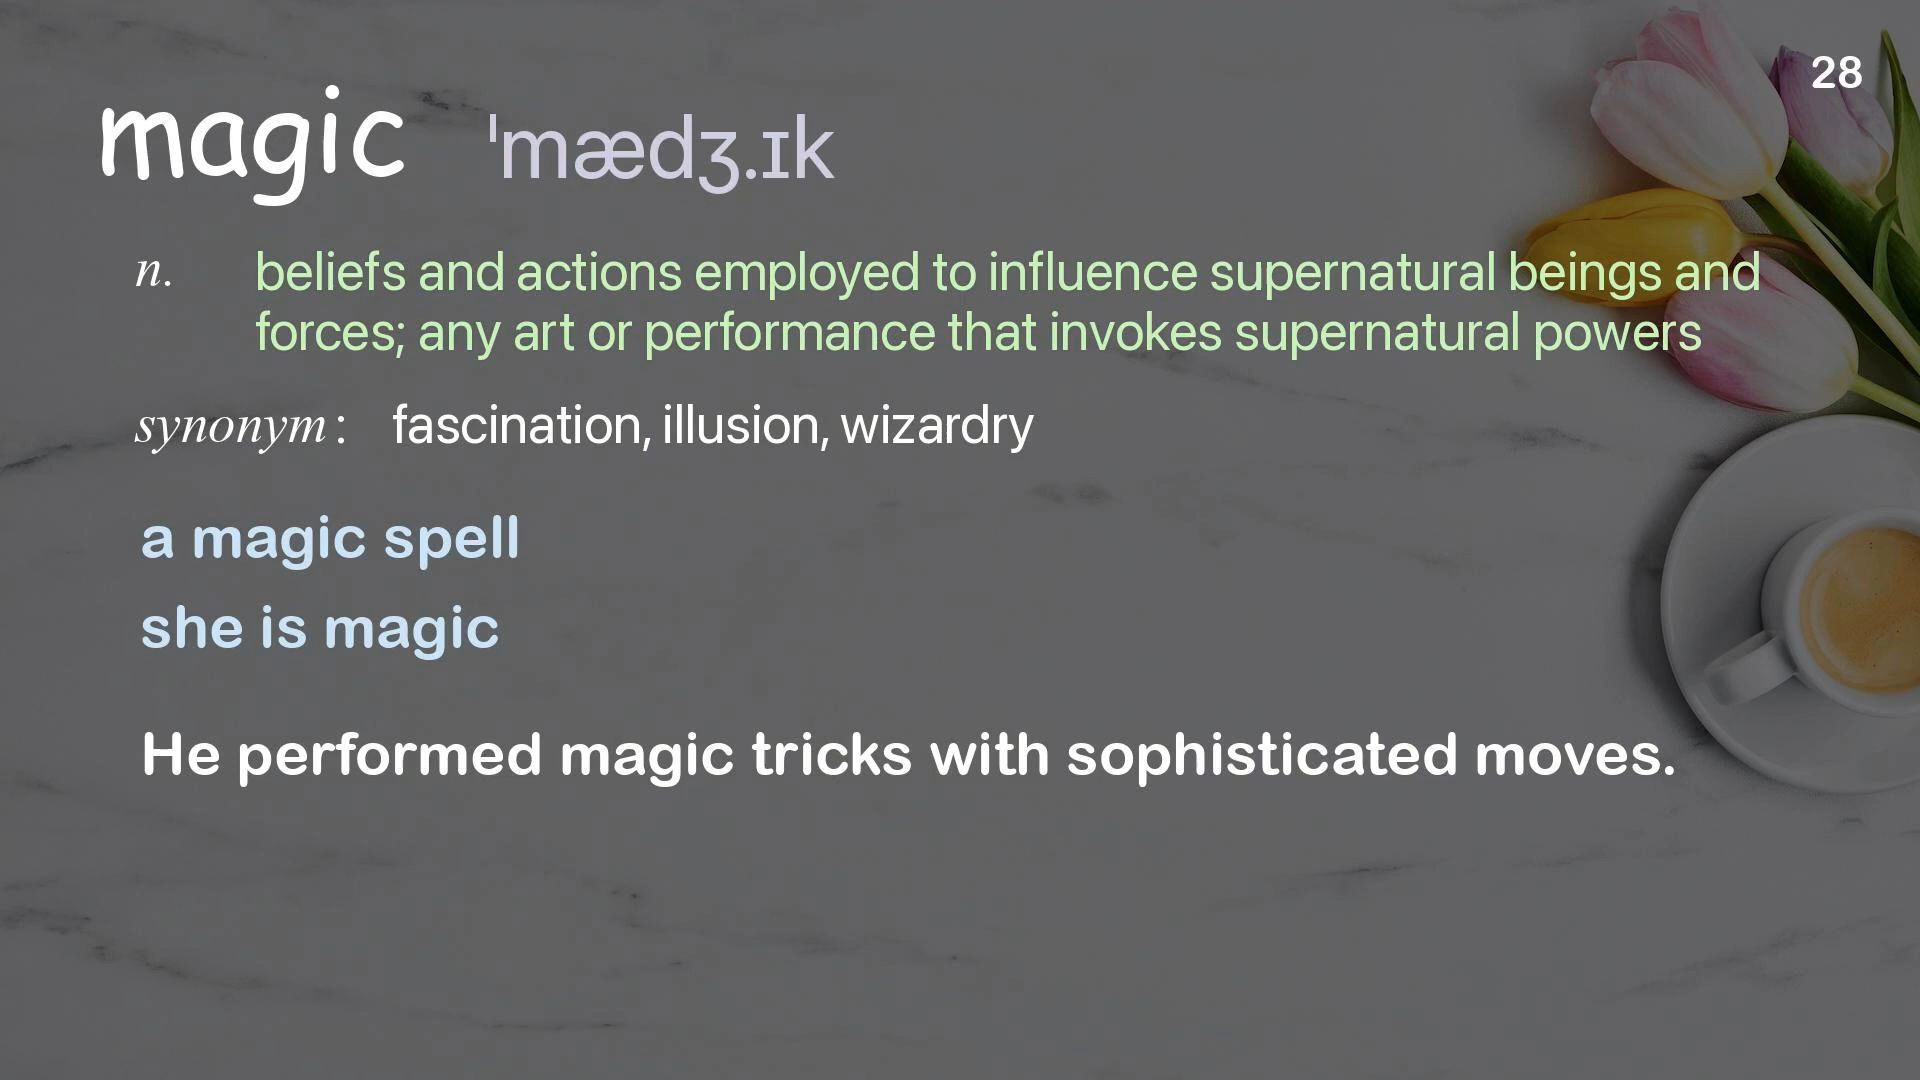 28
magic ˈmædʒ.ɪk
n. beliefs and actions employed to influence supernatural beings and
forces; any art or performance that invokes supernatural powers
synonym: fascination, illusion, wizardry
a magic spell
she is magic
He performed magic tricks with sophisticated moves.